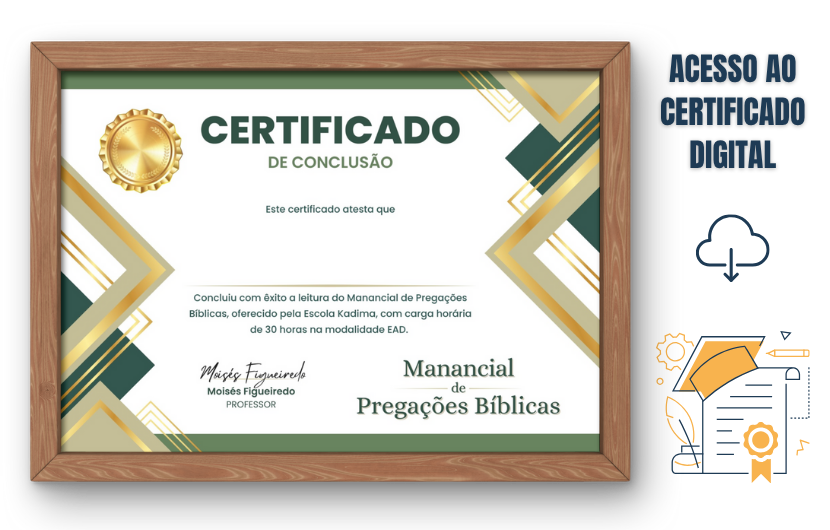 CERTIFICADO
DE CONCLUSÃO
Este certificado atesta que
Concluiu com êxito a leitura do Manancial de Pregações
Bíblicas, oferecido pela Escola Kadima, com carga horária
de 30 horas na modalidade EAD.
Moisés Figueiredo
Moisés Figueiredo
PROFESSOR
Manancial
de
Pregações Bíblicas
ACESSO AO
CERTIFICADO
DIGITAL